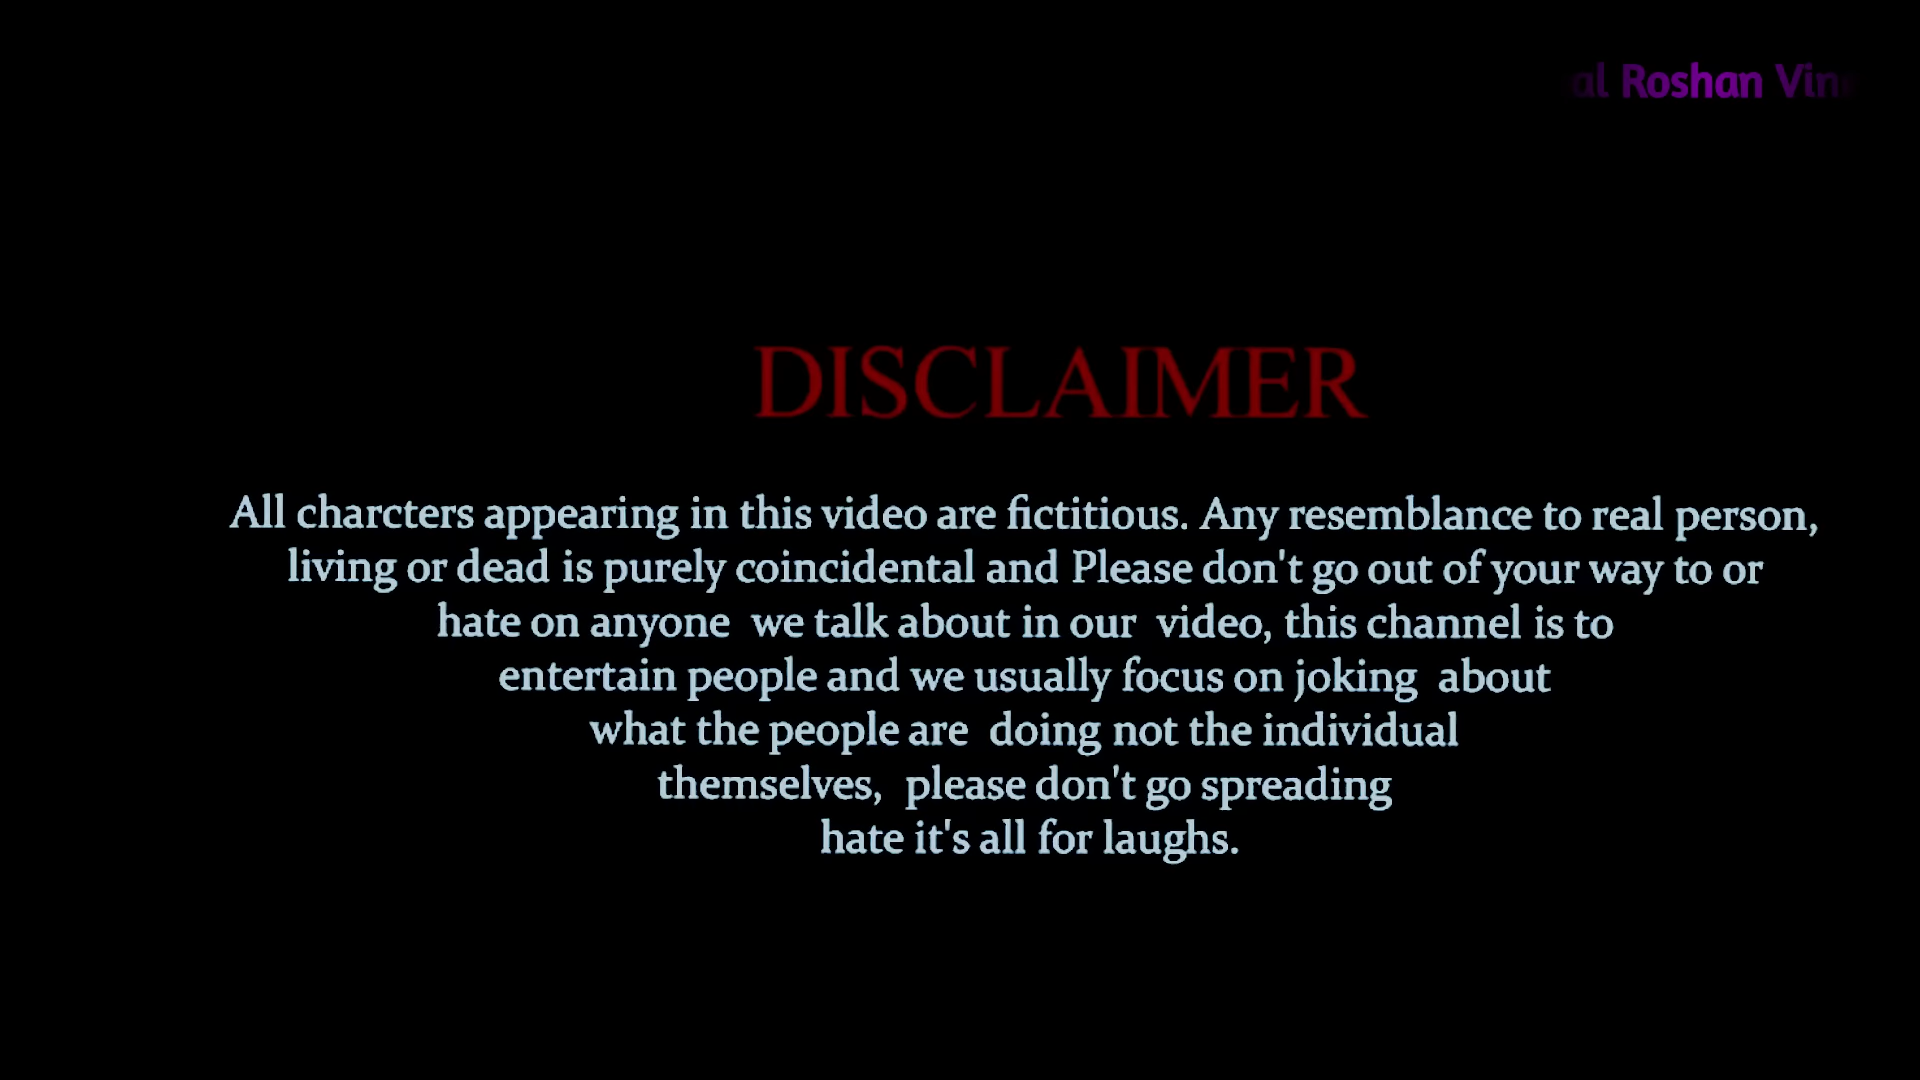 Roshan
DISCLAIMER
All charcters appearing in this video are fictitious. Any resemblance to real person,
living or dead is purely coincidental and Please don't go out of your way to or
hate on anyone we talk about in our video, this channel is to
entertain people and we usually focus on joking about
what the people are doing not the individual
themselves, please don't go spreading
hate it's all for laughs.